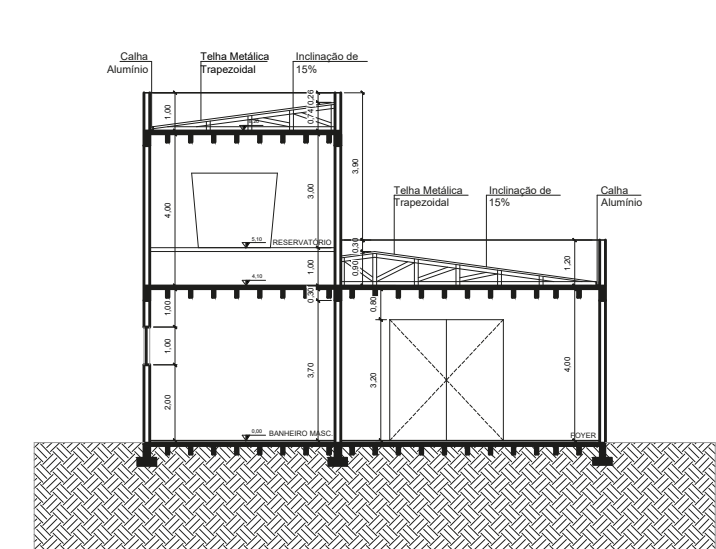 Calha
Alumínio
Telha Metálica
Trapezoidal
Inclinação de
15%
1,00
0,26
0,74
3,90
4,00
3,00
Telha Metálica
Trapezoidal
Inclinação de
15%
Calha
Alumínio
5,10
RESERVATÓRIO
1,00
4,10
0,30
0,90
1,20
0,30
1,00
1,00
2,00
3,70
0,80
3,20
4,00
0,00
BANHEIRO MASC.
FOYER